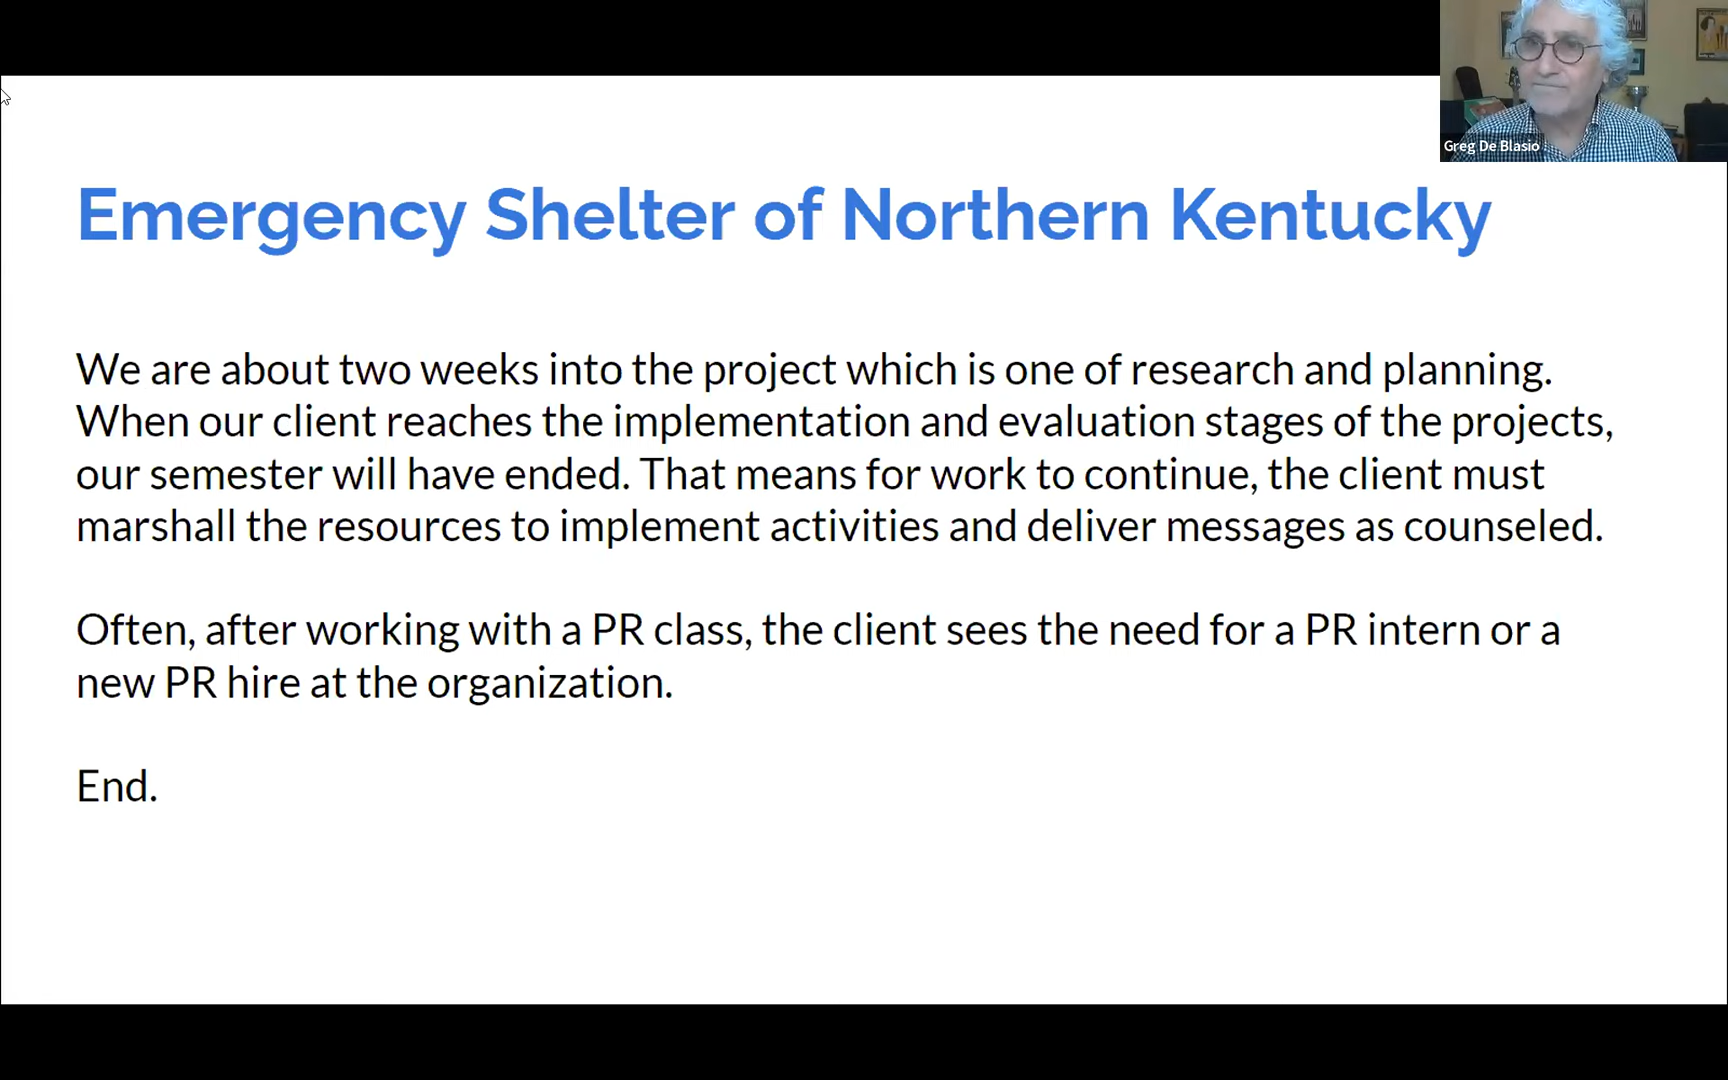 Greg De Blasio
Emergency Shelter of Northern Kentucky
We are about two weeks into the project which is one of research and planning.
When our client reaches the implementation and evaluation stages of the projects,
our semester will have ended. That means for work to continue, the client must
marshall the resources to implement activities and deliver messages as counseled.
Often, after working with a PR class, the client sees the need for a PR intern or a
new PR hire at the organization.
End.